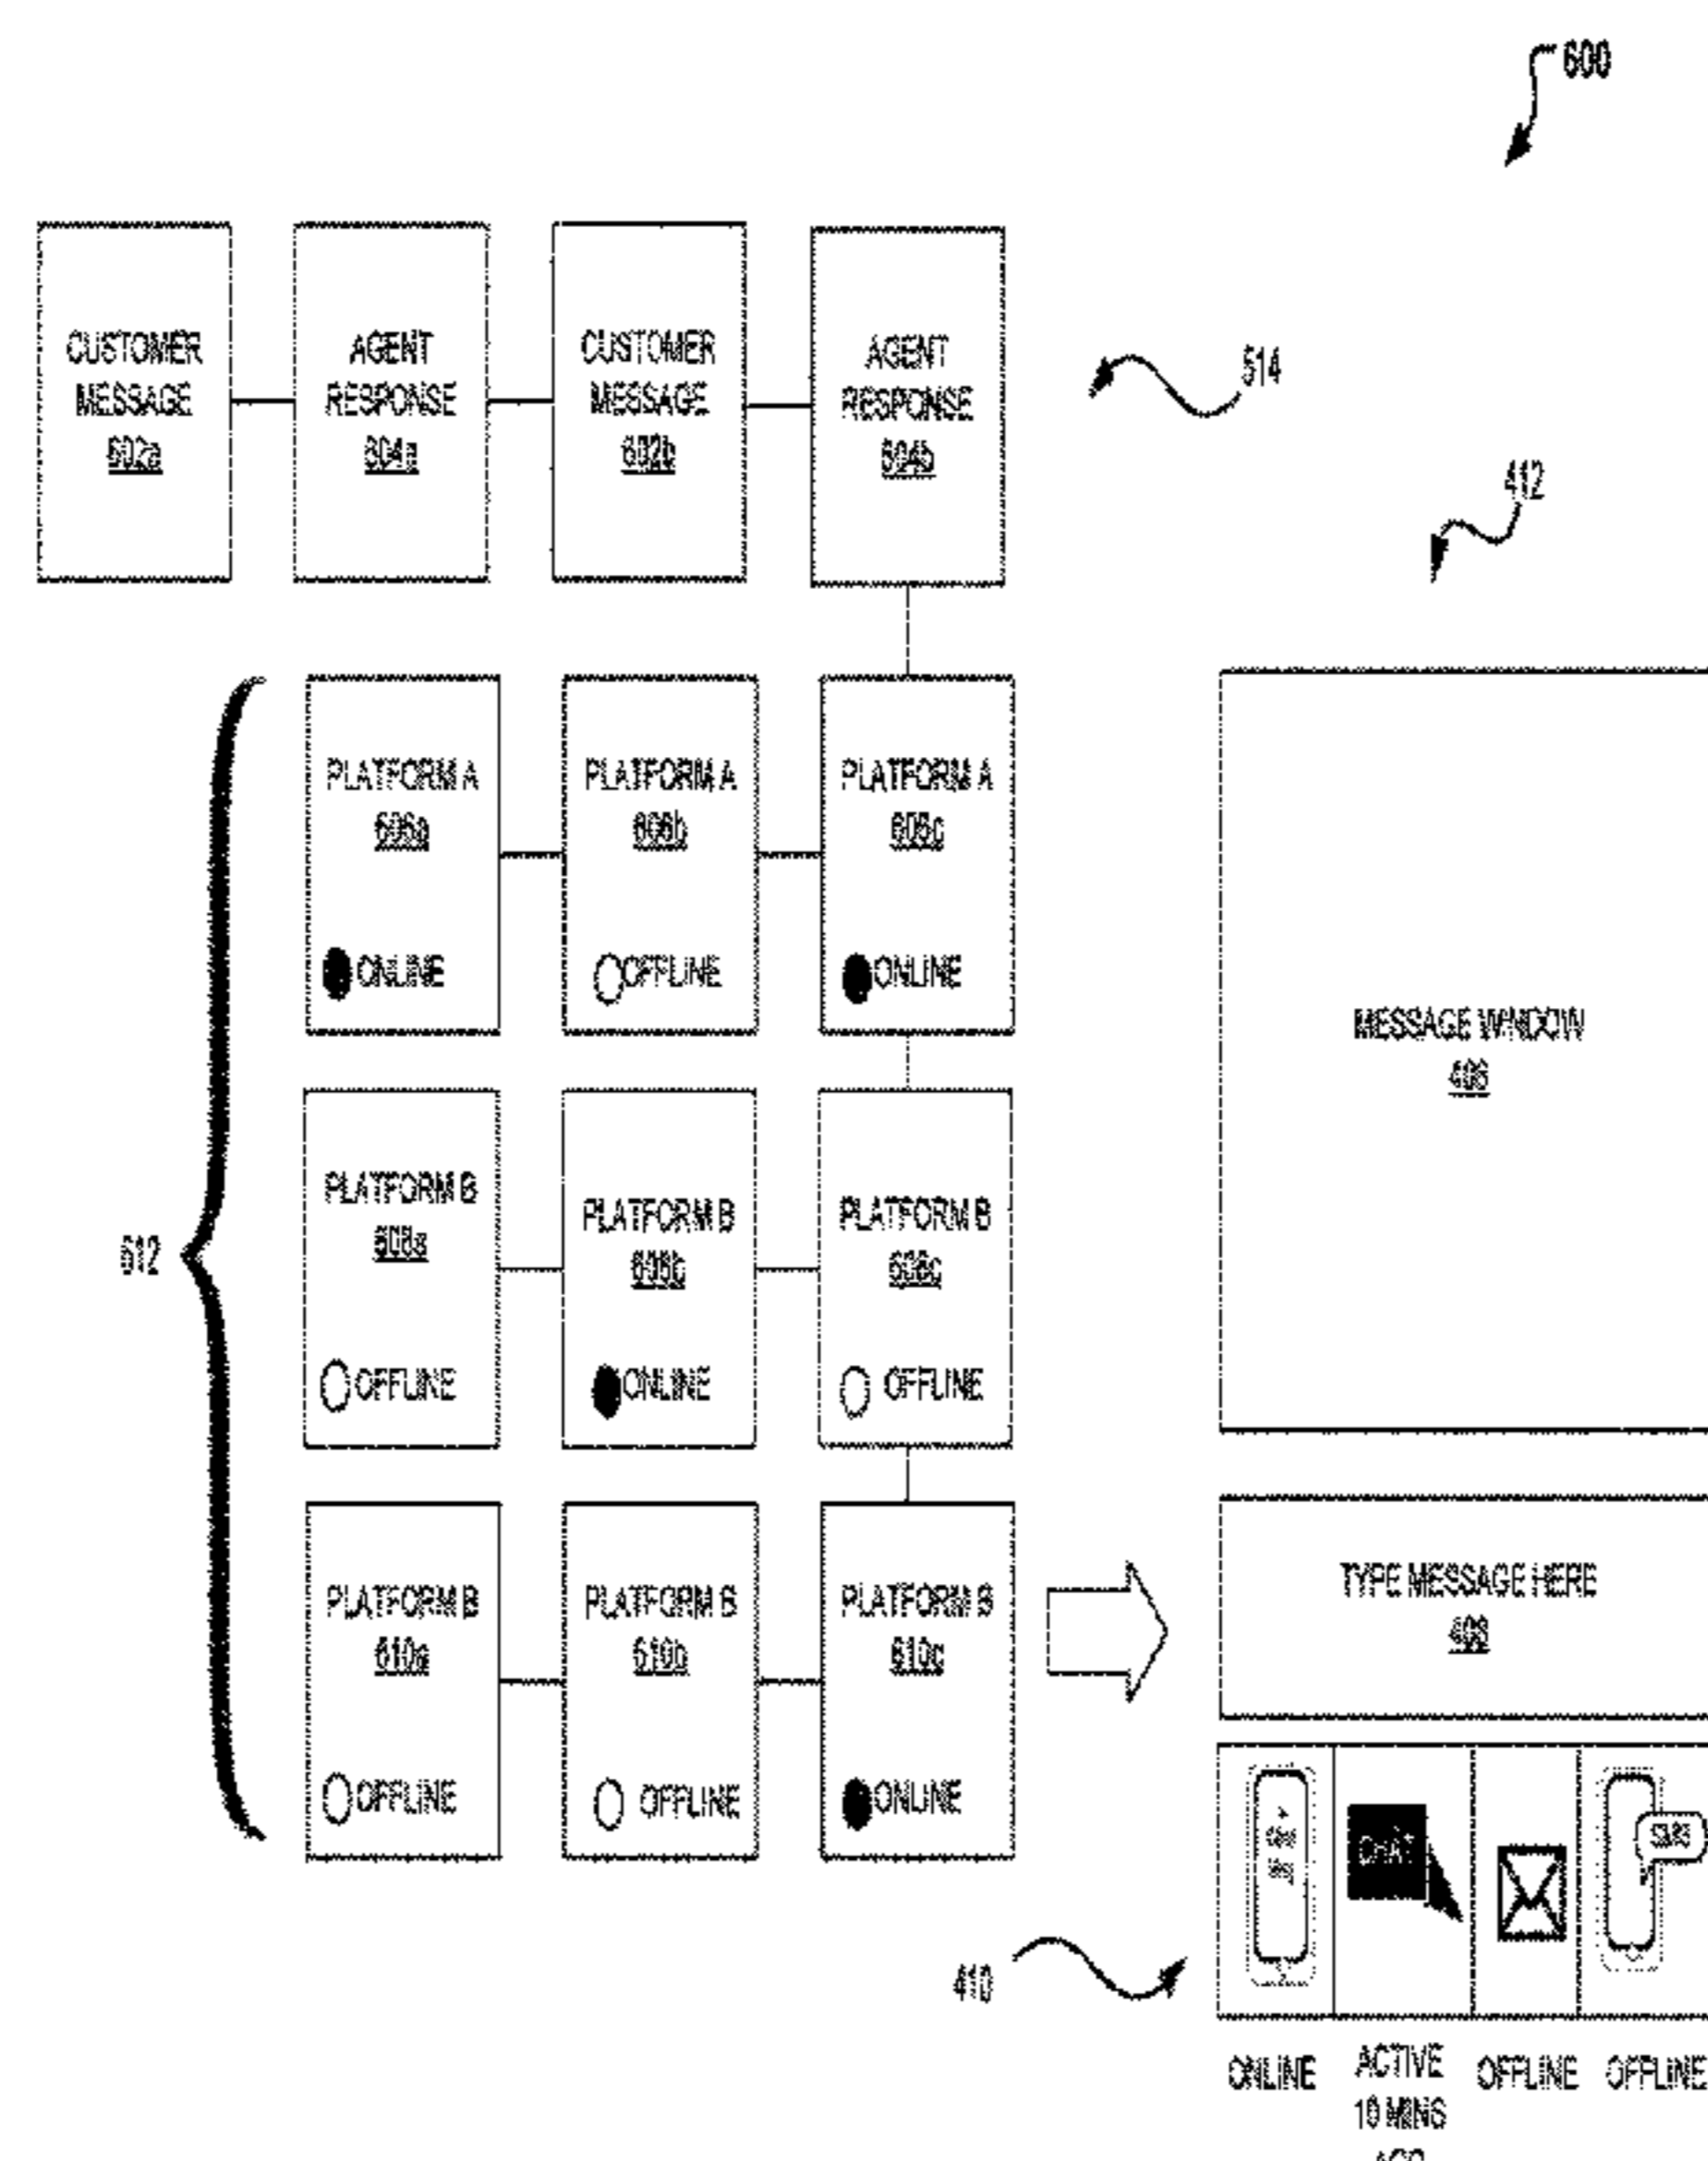 600
CUSTOMER
MESSAGE
602a
AGENT
RESPONSE
604a
CUSTOMER
MESSAGE
602b
AGENT
RESPONSE
604b
514
412
PLATFORM A
606a
ONLINE
PLATFORM A
606b
OFFLINE
PLATFORM A
606c
ONLINE
PLATFORM B
608a
OFFLINE
PLATFORM B
608b
ONLINE
PLATFORM B
608c
OFFLINE
612
PLATFORM B
610a
OFFLINE
PLATFORM B
610b
OFFLINE
PLATFORM B
610c
ONLINE
MESSAGE WINDOW
406
TYPE MESSAGE HERE
408
CHAT
SMS
410
ONLINE
ACTIVE
10 MINS
OFFLINE
OFFLINE